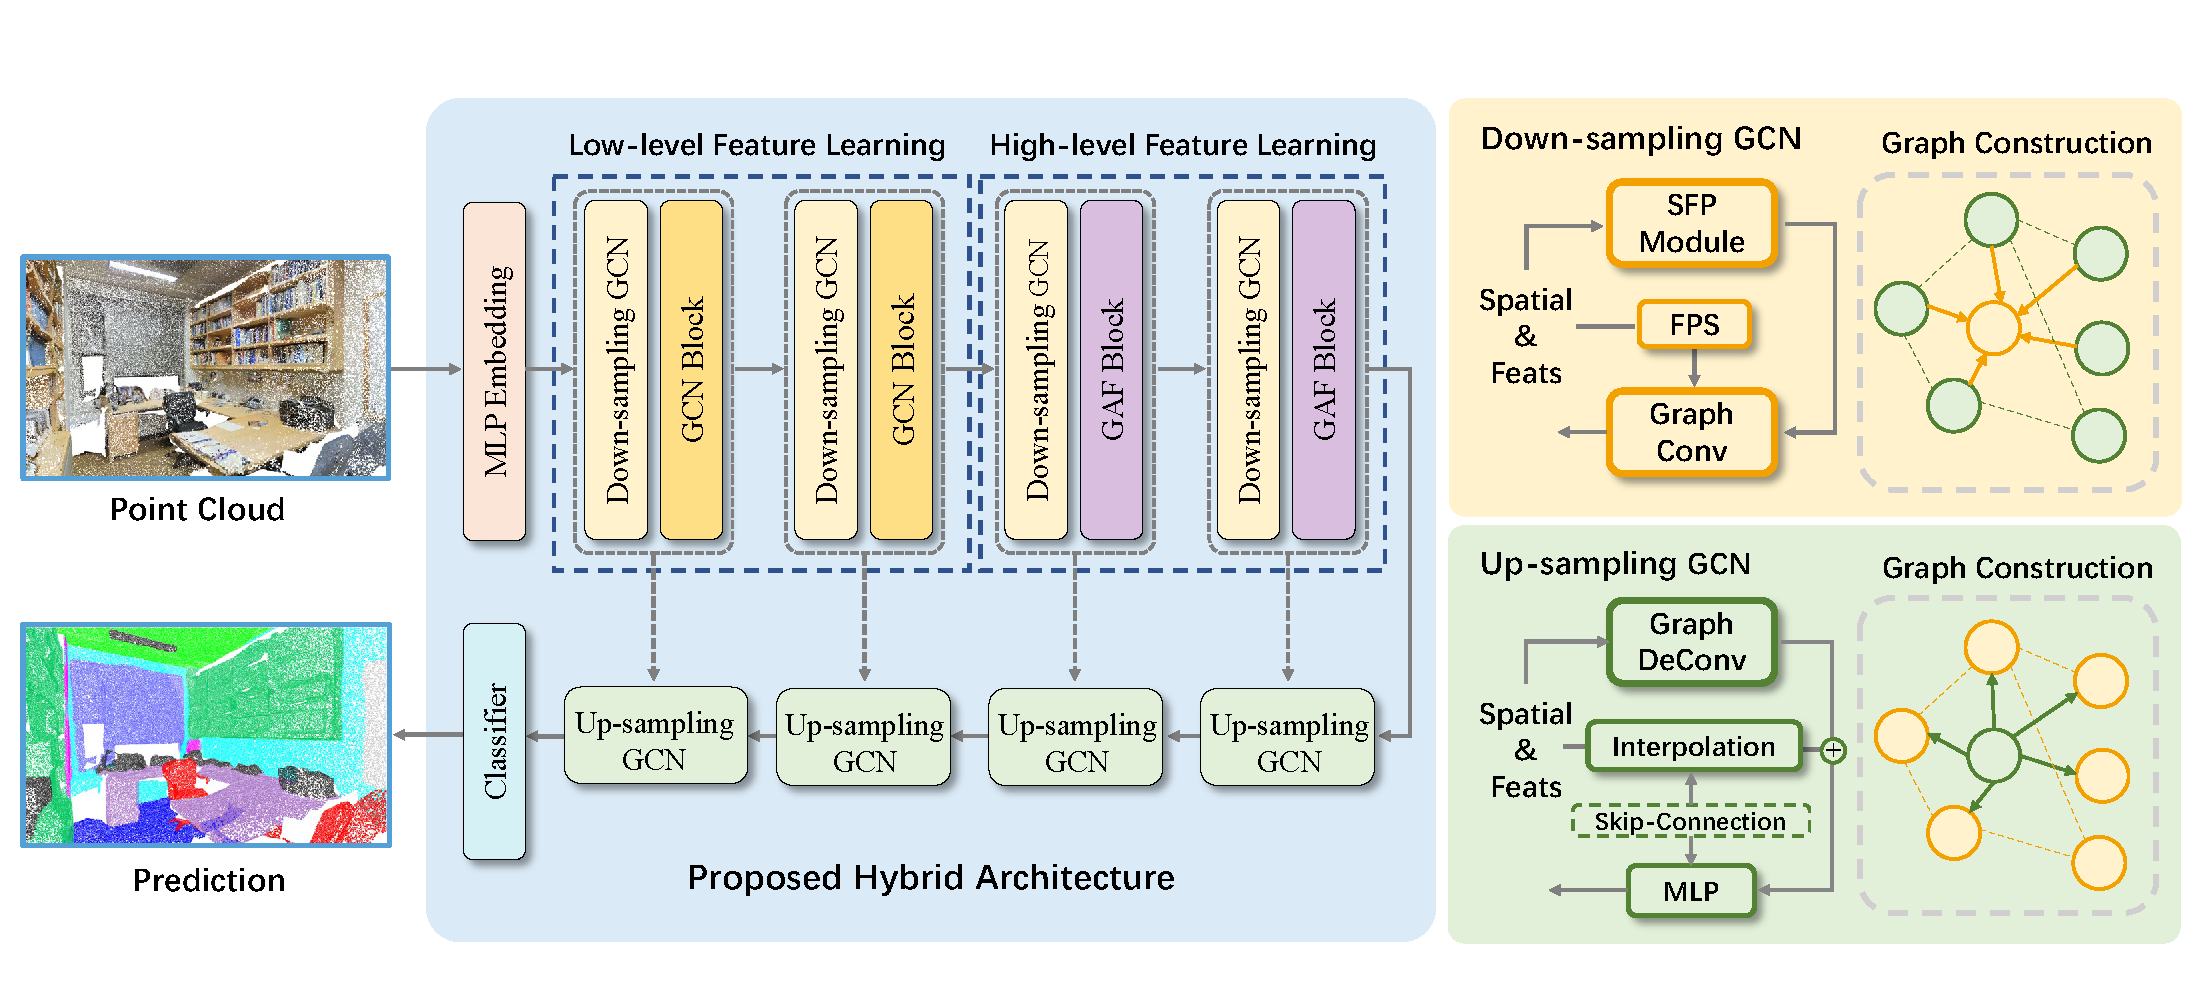 Low-level Feature Learning
High-level Feature Learning
MLP Embedding
Down-sampling GCN
GCN Block
Down-sampling GCN
GCN Block
Down-sampling GCN
GAF Block
Down-sampling GCN
GAF Block
Point Cloud
Classifier
Up-sampling
GCN
Up-sampling
GCN
Up-sampling
GCN
Up-sampling
GCN
Prediction
Proposed Hybrid Architecture
Down-sampling GCN
Graph Construction
SFP
Module
Spatial
&
Feats
FPS
Graph
Conv
Up-sampling GCN
Graph Construction
Graph
DeConv
Spatial
&
Feats
Interpolation
+
Skip-Connection
MLP